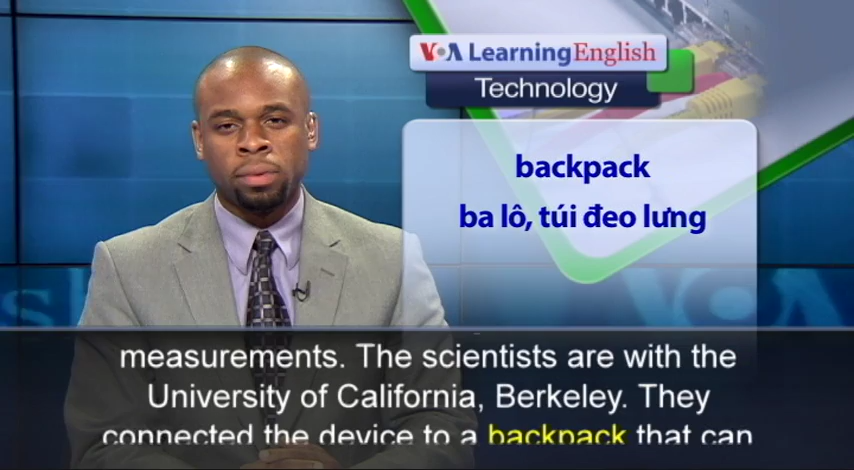 VOA Learning English
Technology
backpack
ba lô, túi đeo lưng
measurements. The scientists are with the
University of California, Berkeley. They
connected the device to a backpack that can